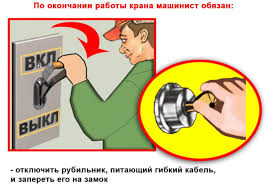 По окончании работы крана машинист обязан:
ВКЛ
ВЫКЛ
- отключить рубильник, питающий гибкий кабель,
и запереть его на замок